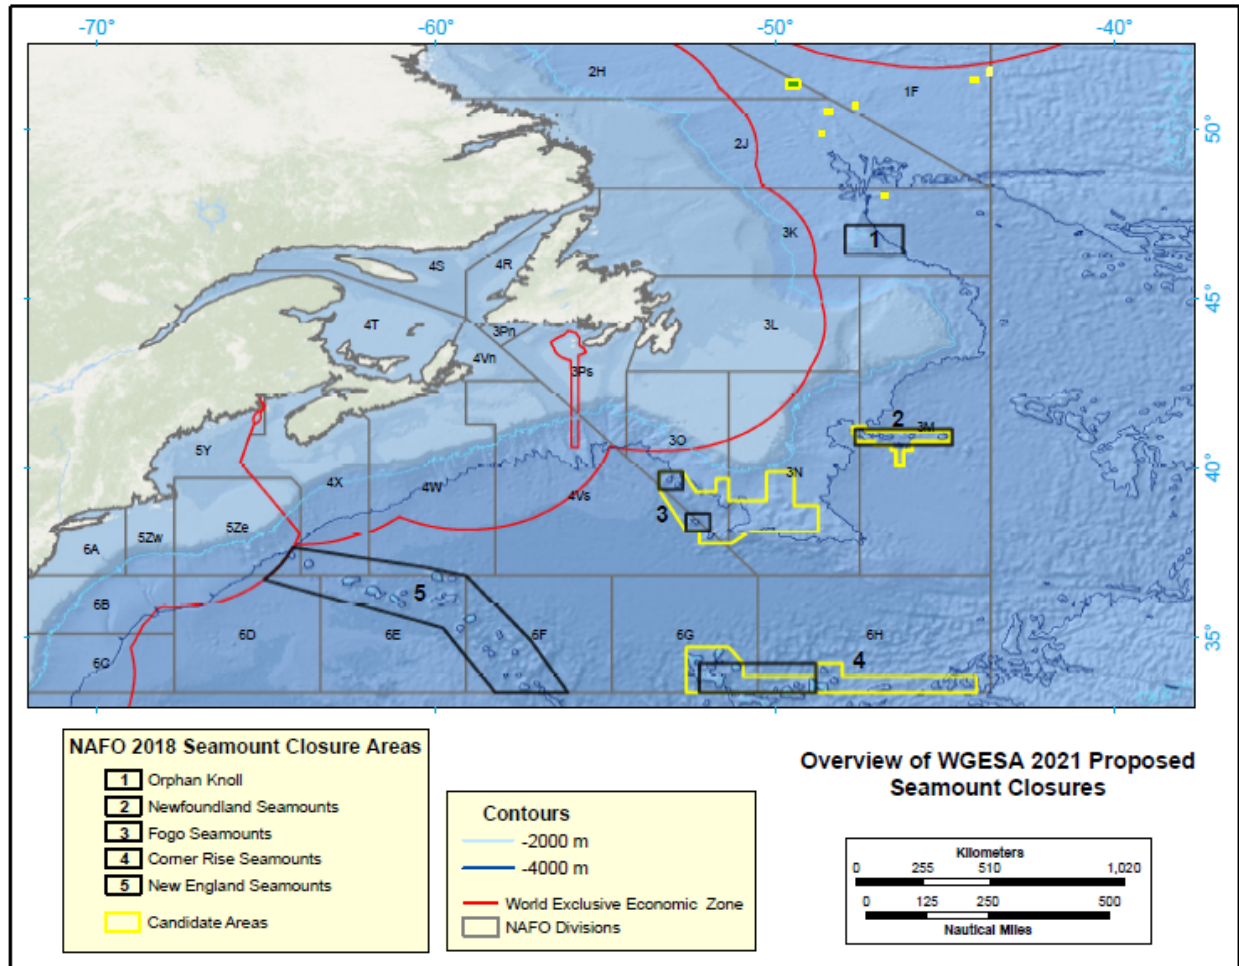 -70°
-60°
-50°
-40°
2H
1F
50°
2J
3K
1
4S
4R
45°
4T
3L
3Pn
4Vn
3Ps
2
3M
3O
5Y
40°
3N
4X
4W
4Vs
3
5Ze
5Zw
6A
5
6B
6D
6E
6F
6G
6H
35°
4
6C
NAFO 2018 Seamount Closure Areas
1 Orphan Knoll
2 Newfoundland Seamounts
3 Fogo Seamounts
4 Corner Rise Seamounts
5 New England Seamounts
Candidate Areas
Contours
-2000 m
-4000 m
World Exclusive Economic Zone
NAFO Divisions
Overview of WGESA 2021 Proposed
Seamount Closures
Kilometers
0 255 510 1,020
0 125 250 500
Nautical Miles